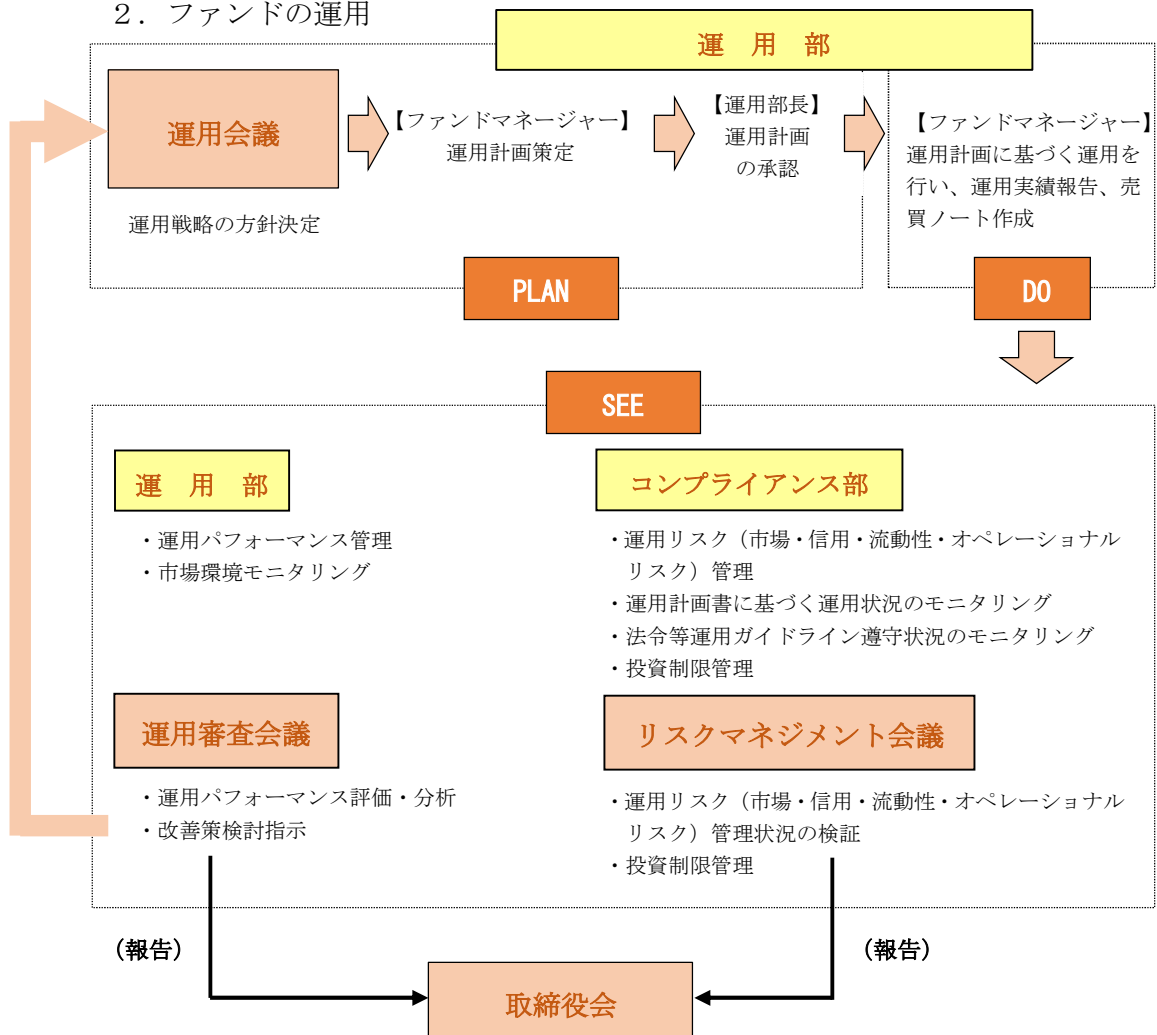 ２．ファンドの運用
運　用　部
運用会議
運用戦略の方針決定
【ファンドマネージャー】
運用計画策定
【運用部長】
運用計画
の承認
【ファンドマネージャー】
運用計画に基づく運用を
行い、運用実績報告、売
買ノート作成
PLAN
DO
SEE
運　用　部
・運用パフォーマンス管理
・市場環境モニタリング
コンプライアンス部
・運用リスク（市場・信用・流動性・オペレーショナル
リスク）管理
・運用計画書に基づく運用状況のモニタリング
・法令等運用ガイドライン遵守状況のモニタリング
・投資制限管理
運用審査会議
・運用パフォーマンス評価・分析
・改善策検討指示
リスクマネジメント会議
・運用リスク（市場・信用・流動性・オペレーショナル
リスク）管理状況の検証
・投資制限管理
（報告）
（報告）
取締役会